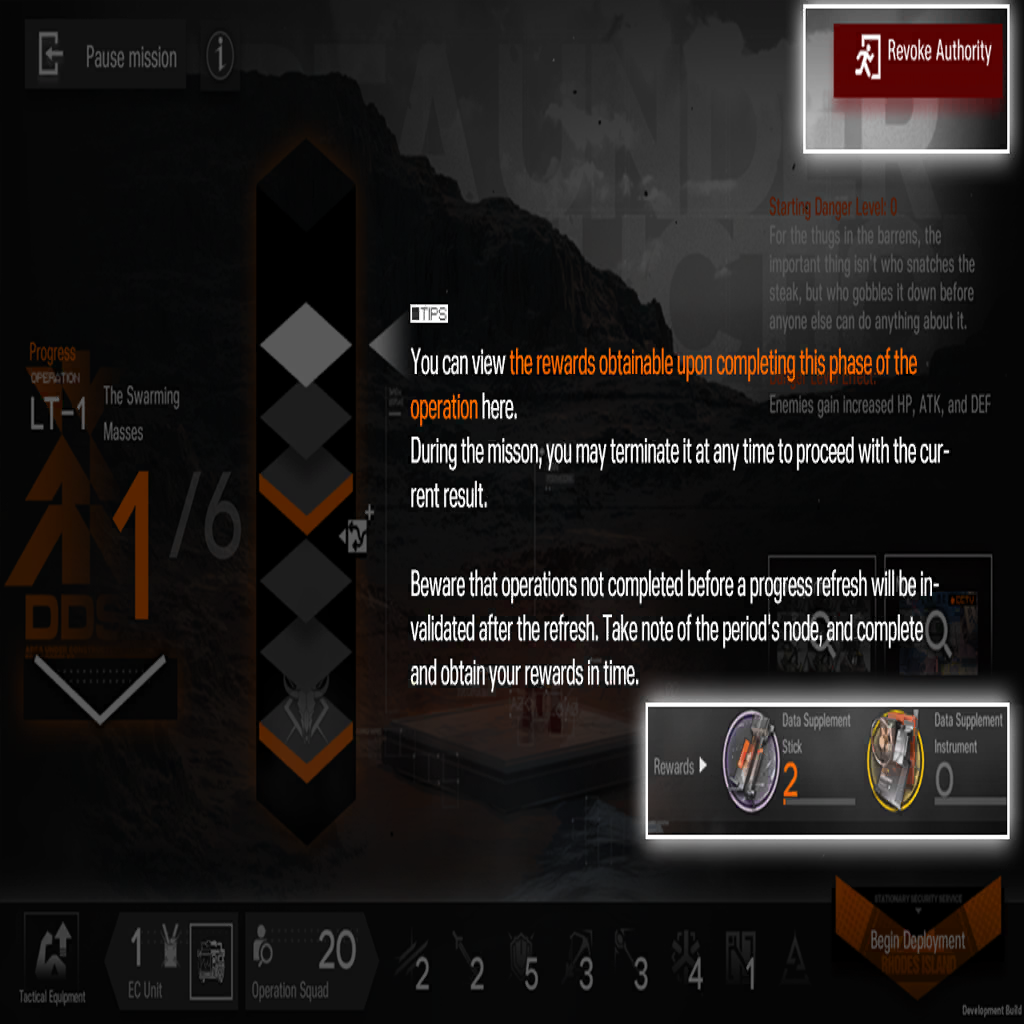 Pause mission
i
Revoke Authority
Starting Danger Level: 0
For the thugs in the barrens, the
important thing isn't who snatches the
steak, but who gobbles it down before
anyone else can do anything about it.
TIPS
You can view the rewards obtainable upon completing this phase of the
operation here.
During the misson, you may terminate it at any time to proceed with the cur-
rent result.
Enemies gain increased HP, ATK, and DEF
Progress
OPERATION
LT-1
The Swarming
Masses
1/6
DDS
Beware that operations not completed before a progress refresh will be in-
validated after the refresh. Take note of the period's node, and complete
and obtain your rewards in time.
CCTV
Rewards
Data Supplement
Stick
2
Data Supplement
Instrument
0
Tactical Equipment
1
EC Unit
20
Operation Squad
2
2
5
3
3
4
1
STATIONARY SECURITY SERVICE
Begin Deployment
RHODES ISLAND
Development Build